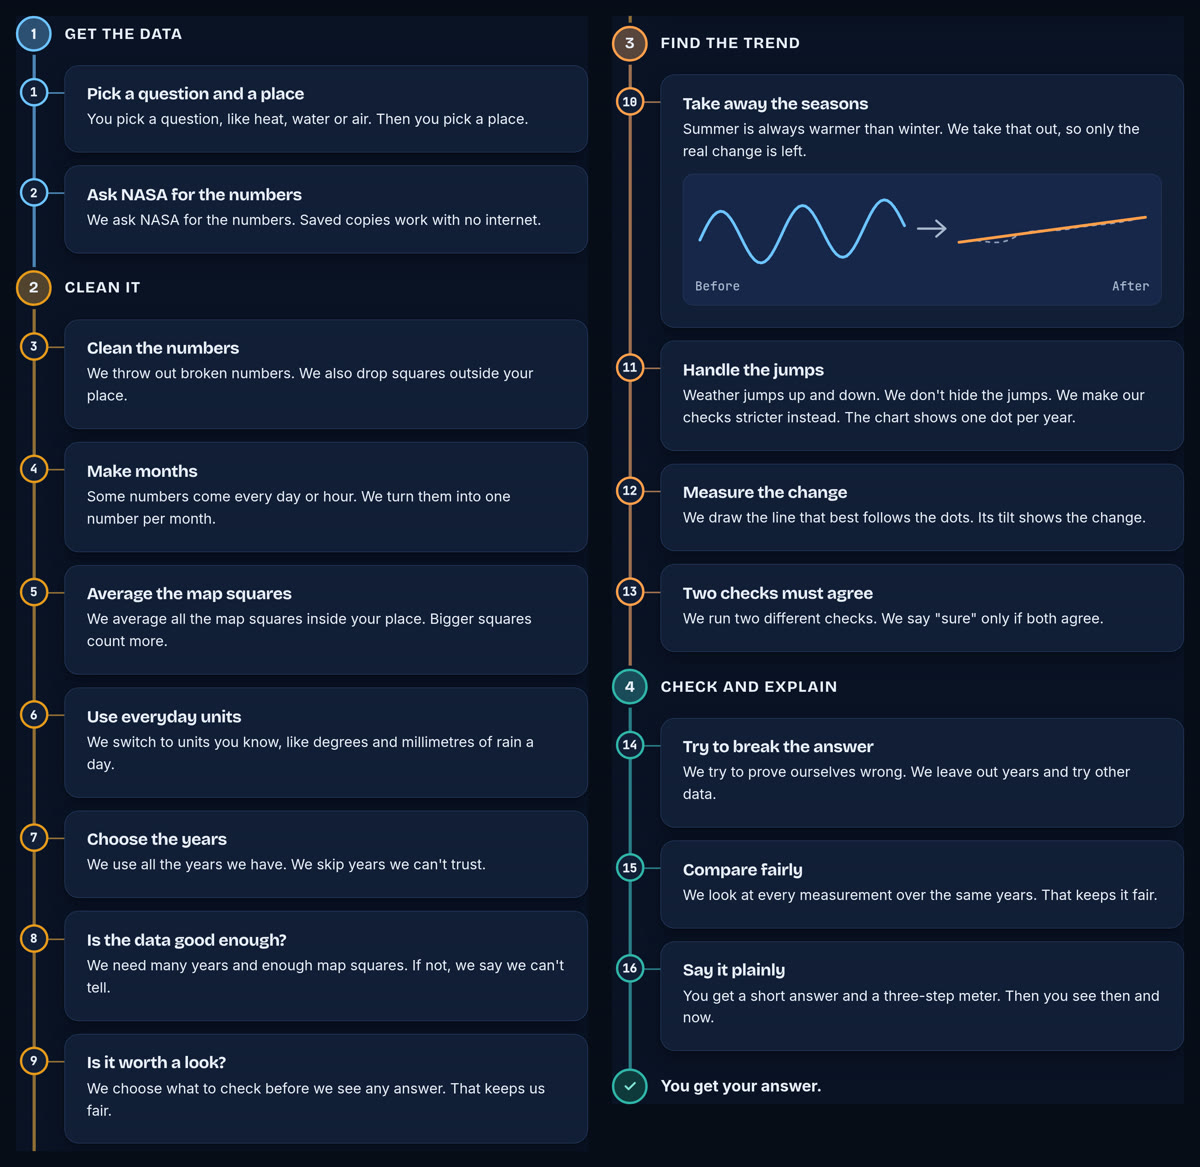 1
GET THE DATA
1
Pick a question and a place
You pick a question, like heat, water or air. Then you pick a place.
2
Ask NASA for the numbers
We ask NASA for the numbers. Saved copies work with no internet.
2
CLEAN IT
3
Clean the numbers
We throw out broken numbers. We also drop squares outside your
place.
4
Make months
Some numbers come every day or hour. We turn them into one
number per month.
5
Average the map squares
We average all the map squares inside your place. Bigger squares
count more.
6
Use everyday units
We switch to units you know, like degrees and millimetres of rain a
day.
7
Choose the years
We use all the years we have. We skip years we can't trust.
8
Is the data good enough?
We need many years and enough map squares. If not, we say we can't
tell.
9
Is it worth a look?
We choose what to check before we see any answer. That keeps us
fair.
3
FIND THE TREND
10
Take away the seasons
Summer is always warmer than winter. We take that out, so only the
real change is left.
Before
After
11
Handle the jumps
Weather jumps up and down. We don't hide the jumps. We make our
checks stricter instead. The chart shows one dot per year.
12
Measure the change
We draw the line that best follows the dots. Its tilt shows the change.
13
Two checks must agree
We run two different checks. We say "sure" only if both agree.
4
CHECK AND EXPLAIN
14
Try to break the answer
We try to prove ourselves wrong. We leave out years and try other
data.
15
Compare fairly
We look at every measurement over the same years. That keeps it fair.
16
Say it plainly
You get a short answer and a three-step meter. Then you see then and
now.
You get your answer.